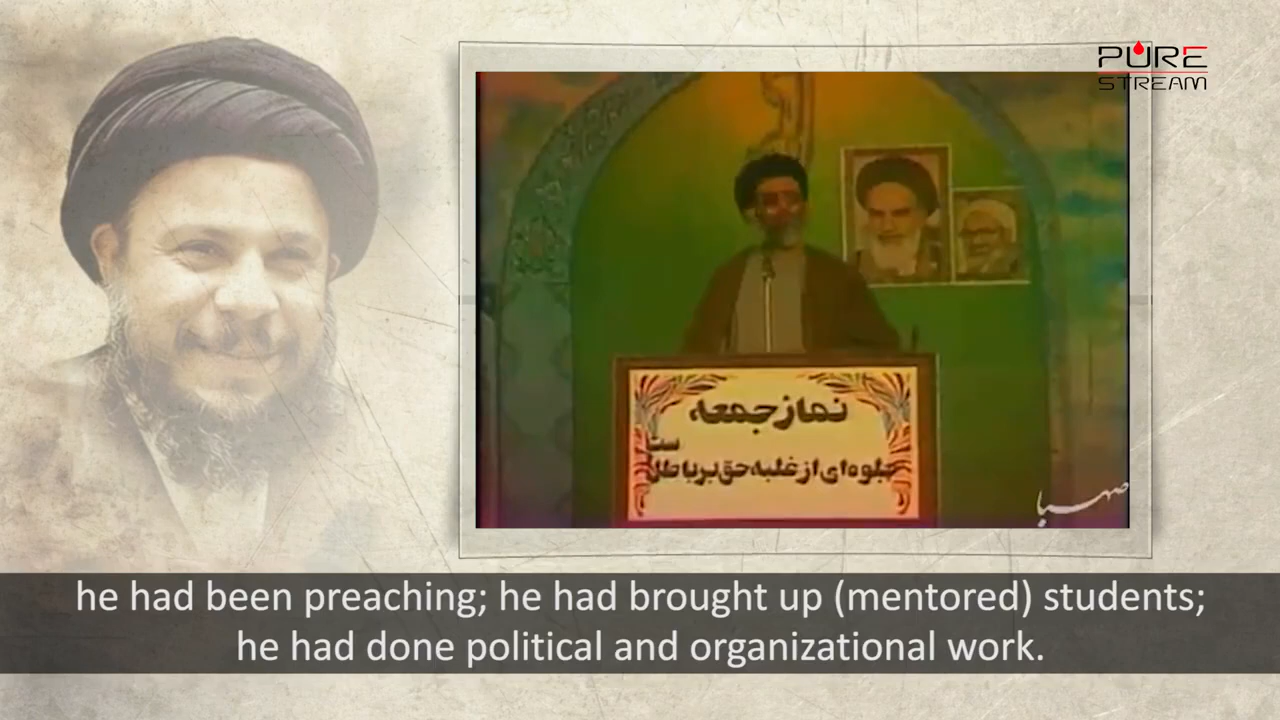 PURE
STREAM
نماز جمعه،
جلوه‌ای از غلبه حق بر باطل است
صهبا
he had been preaching; he had brought up (mentored) students;
he had done political and organizational work.